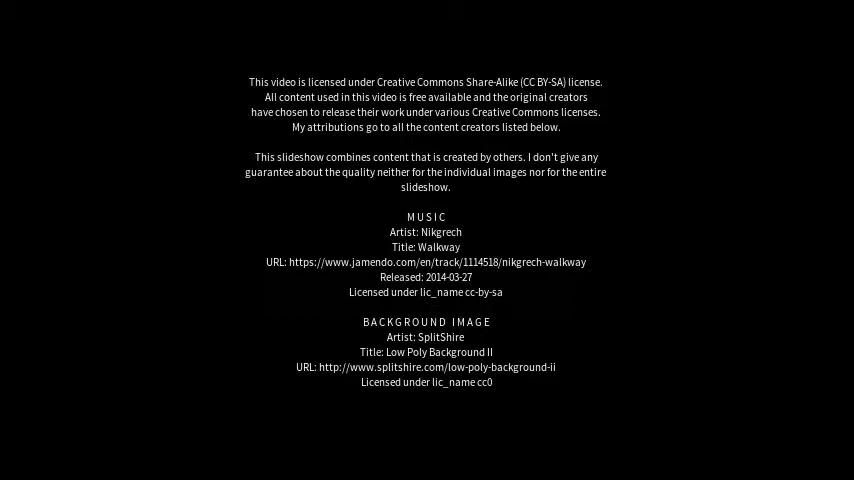 This video is licensed under Creative Commons Share-Alike (CC BY-SA) license.
All content used in this video is free available and the original creators
have chosen to release their work under various Creative Commons licenses.
My attributions go to all the content creators listed below.
This slideshow combines content that is created by others. I don't give any
guarantee about the quality neither for the individual images nor for the entire
slideshow.
MUSIC
Artist: Nikgrech
Title: Walkway
URL: https://www.jamendo.com/en/track/1114518/nikgrech-walkway
Released: 2014-03-27
Licensed under lic_name cc-by-sa
BACKGROUND IMAGE
Artist: SplitShire
Title: Low Poly Background II
URL: http://www.splitshire.com/low-poly-background-ii
Licensed under lic_name cc0